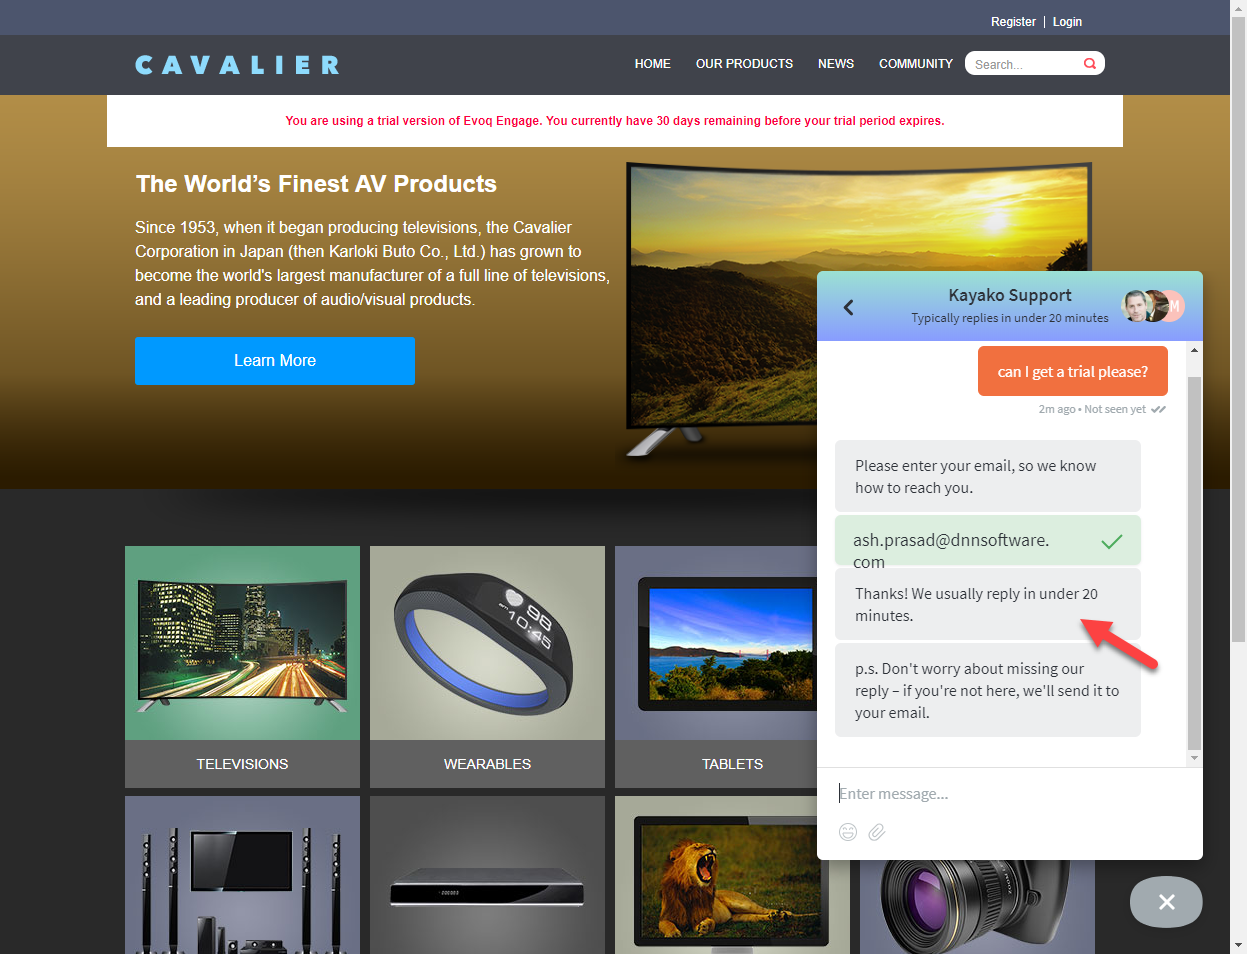 Register | Login
CAVALIER
HOME OUR PRODUCTS NEWS COMMUNITY Search...
You are using a trial version of Evoq Engage. You currently have 30 days remaining before your trial period expires.
The World’s Finest AV Products
Since 1953, when it began producing televisions, the Cavalier
Corporation in Japan (then Karloki Buto Co., Ltd.) has grown to
become the world's largest manufacturer of a full line of televisions,
and a leading producer of audio/visual products.
Learn More
Kayako Support
Typically replies in under 20 minutes
M
can I get a trial please?
2m ago • Not seen yet
Please enter your email, so we know
how to reach you.
ash.prasad@dnnsoftware.
com
Thanks! We usually reply in under 20
minutes.
p.s. Don't worry about missing our
reply – if you're not here, we'll send it to
your email.
Enter message...
98
10:45
TELEVISIONS
WEARABLES
TABLETS